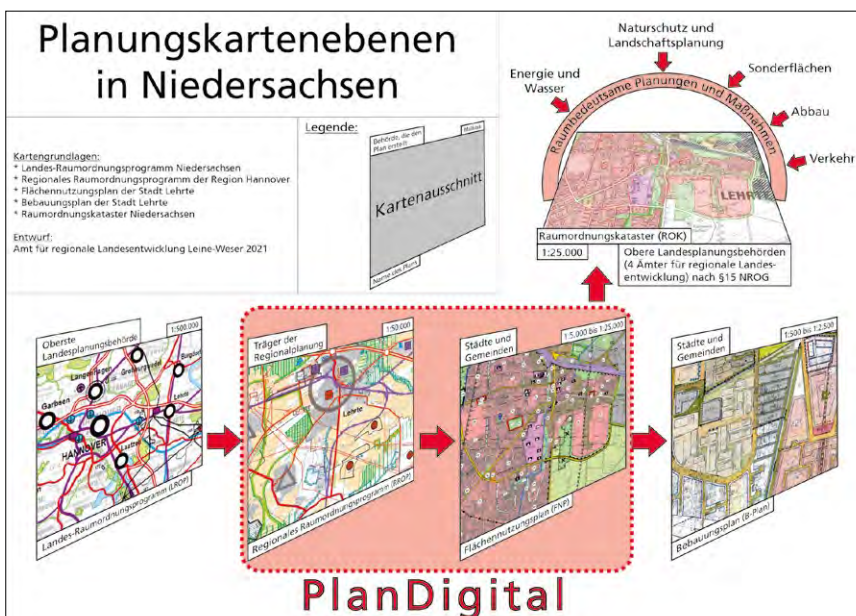 Planungskartenebenen
in Niedersachsen
Kartengrundlagen:
* Landes-Raumordnungsprogramm Niedersachsen
* Regionales Raumordnungsprogramm der Region Hannover
* Flächennutzungsplan der Stadt Lehrte
* Bebauungsplan der Stadt Lehrte
* Raumordnungskataster Niedersachsen
Entwurf:
Amt für regionale Landesentwicklung Leine-Weser 2021
Legende:
Behörde, die den
Plan erstellt
Kartenausschnitt
Name des Plans
Naturschutz und
Landschaftsplanung
Energie und
Wasser
Sonderflächen
Abbau
Verkehr
Raumbedeutsame Planungen und Maßnahmen
LEHRTE
Raumordnungskataster (ROK)
1:25.000
Obere Landesplanungsbehörden
(4 Ämter für regionale Landes-
entwicklung) nach §15 NROG
Oberste
Landesplanungsbehörde
1:500.000
Langenhagen
Großburgwedel
Burgdorf
Garbsen
Lehrte
HANNOVER
Laatzen
Landes-Raumordnungsprogramm (LROP)
Träger der
Regionalplanung
1:50.000
Lehrte
Regionales Raumordnungsprogramm (RROP)
Städte und
Gemeinden
1:5.000 bis 1:25.000
Flächennutzungsplan (FNP)
Städte und
Gemeinden
1:500 bis 1:2.500
Bebauungsplan (B-Plan)
PlanDigital